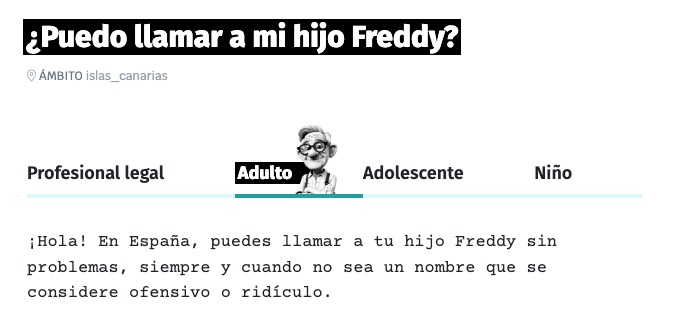 ¿Puedo llamar a mi hijo Freddy?
ÁMBITO islas_canarias
Profesional legal Adulto Adolescente Niño
¡Hola! En España, puedes llamar a tu hijo Freddy sin
problemas, siempre y cuando no sea un nombre que se
considere ofensivo o ridículo.